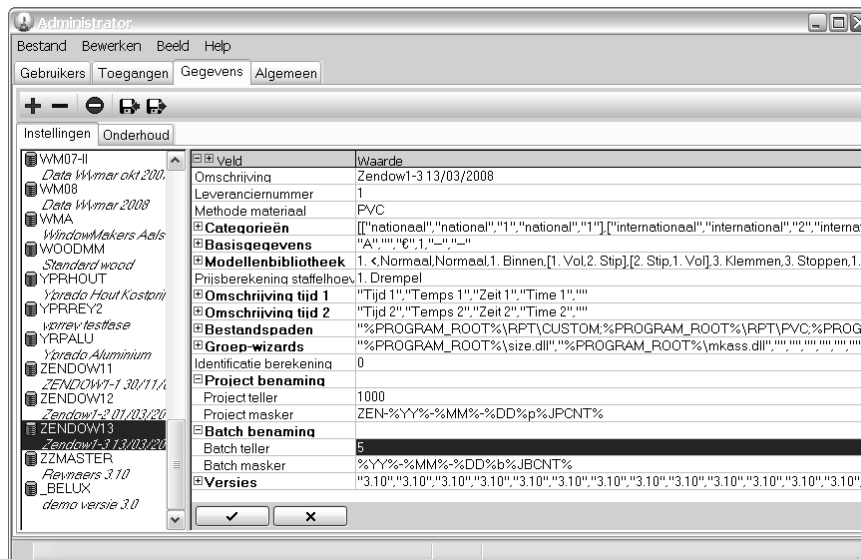 Administrator
Bestand Bewerken Beeld Help
Gebruikers Toegangen Gegevens Algemeen
Instellingen Onderhoud
WM07-II
Data Wymar okt 200
WM08
Data Wymar 2008
WMA
WindowMakers Aals
WOODMM
Standard wood
YPRHOUT
Yprado Hout Kostpri
YPRREY2
yprrey testfase
YRPALU
Yprado Aluminium
ZENDOW11
ZENDOW1-1 30/11/
ZENDOW12
Zendow1-2 01/03/20
ZENDOW13
Zendow1-3 13/03/20
ZZMASTER
Reynaers 3.10
_BELUX
demo versie 3.0
Veld Waarde
Omschrijving Zendow1-3 13/03/2008
Leveranciernummer 1
Methode materiaal PVC
Categorieën [["nationaal","national","1","national","1"],["internationaal","international","2","internat
Basisgegevens "A","","€",1,"--","--"
Modellenbibliotheek 1. <,Normaal,Normaal,1. Binnen,[1. Vol,2. Stip],[2. Stip,1. Vol],3. Klemmen,3. Stoppen,1.
Prijsberekening staffelhoev 1. Drempel
Omschrijving tijd 1 "Tijd 1","Temps 1","Zeit 1","Time 1",""
Omschrijving tijd 2 "Tijd 2","Temps 2","Zeit 2","Time 2",""
Bestandspaden "%PROGRAM_ROOT%\RPT\CUSTOM;%PROGRAM_ROOT%\RPT\PVC;%PROG
Groep-wizards "%PROGRAM_ROOT%\size.dll","%PROGRAM_ROOT%\mkass.dll","","","","","",""
Identificatie berekening 0
Project benaming
Project teller 1000
Project masker ZEN-%YY%-%MM%-%DD%p%JPCNT%
Batch benaming
Batch teller 5
Batch masker %YY%-%MM%-%DD%b%JBCNT%
Versies "3.10","3.10","3.10","3.10","3.10","3.10","3.10","3.10","3.10","3.10","3.10","3.10","3.10",